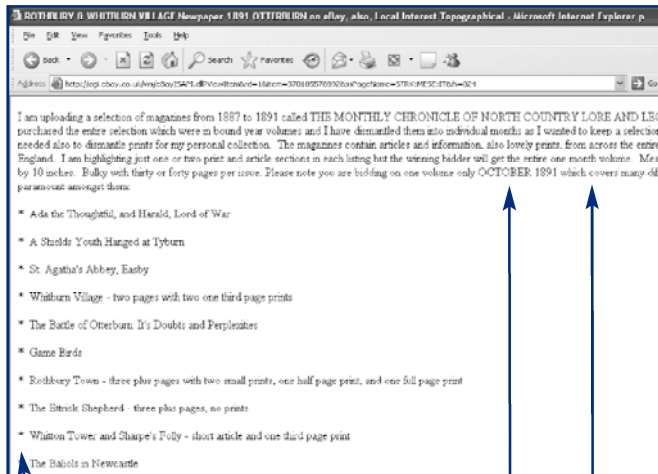 ROTHBURY & WHITBURN VILLAGE Newspaper 1891 OTTERBURN on eBay, also, Local Interest Topographical - Microsoft Internet Explorer p
File Edit View Favorites Tools Help
Back Search Favorites
Address Go
I am uploading a selection of magazines from 1887 to 1891 called THE MONTHLY CHRONICLE OF NORTH COUNTRY LORE AND LEG
purchased the entire selection which were in bound year volumes and I have dismantled them into individual months as I wanted to keep a selection
needed also to dismantle prints for my personal collection. The magazines contain articles and information, also lovely prints, from across the entire
England. I am highlighting just one or two print and article sections in each listing but the winning bidder will get the entire one month volume. Mea
by 10 inches. Bulky with thirty or forty pages per issue. Please note you are bidding on one volume only OCTOBER 1891 which covers many dif
paramount amongst them:
* Ada the Thoughtful, and Harald, Lord of War
* A Shields Youth Hanged at Tyburn
* St. Agatha's Abbey, Easby
* Whitburn Village - two pages with two one third page prints
* The Battle of Otterburn: It's Doubts and Perplexities
* Game Birds
* Rothbury Town - three plus pages with two small prints, one half page print, and one full page print
* The Ettrick Shepherd - three plus pages, no prints
* Whitton Tower and Sharpe's Folly - short article and one third page print
The Baliols in Newcastle